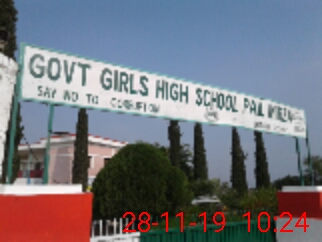 GOVT GIRLS HIGH SCHOOL
SAY NO TO CORRUPTION
28-11-19 10:24